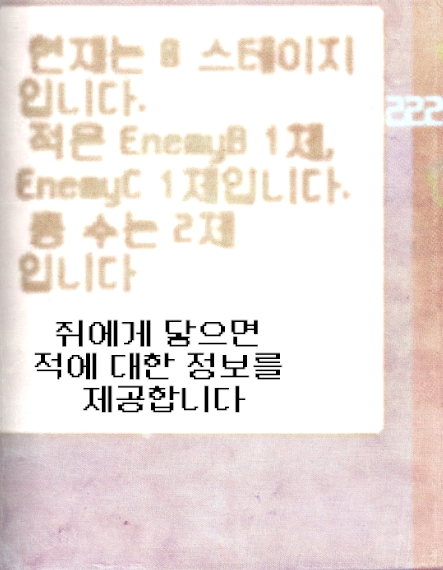 현재는 8 스테이지
입니다.
적은 EnemyB 1체,
EnemyC 1체입니다.
총 수는 2체
입니다
222
쥐에게 닿으면
적에 대한 정보를
제공합니다